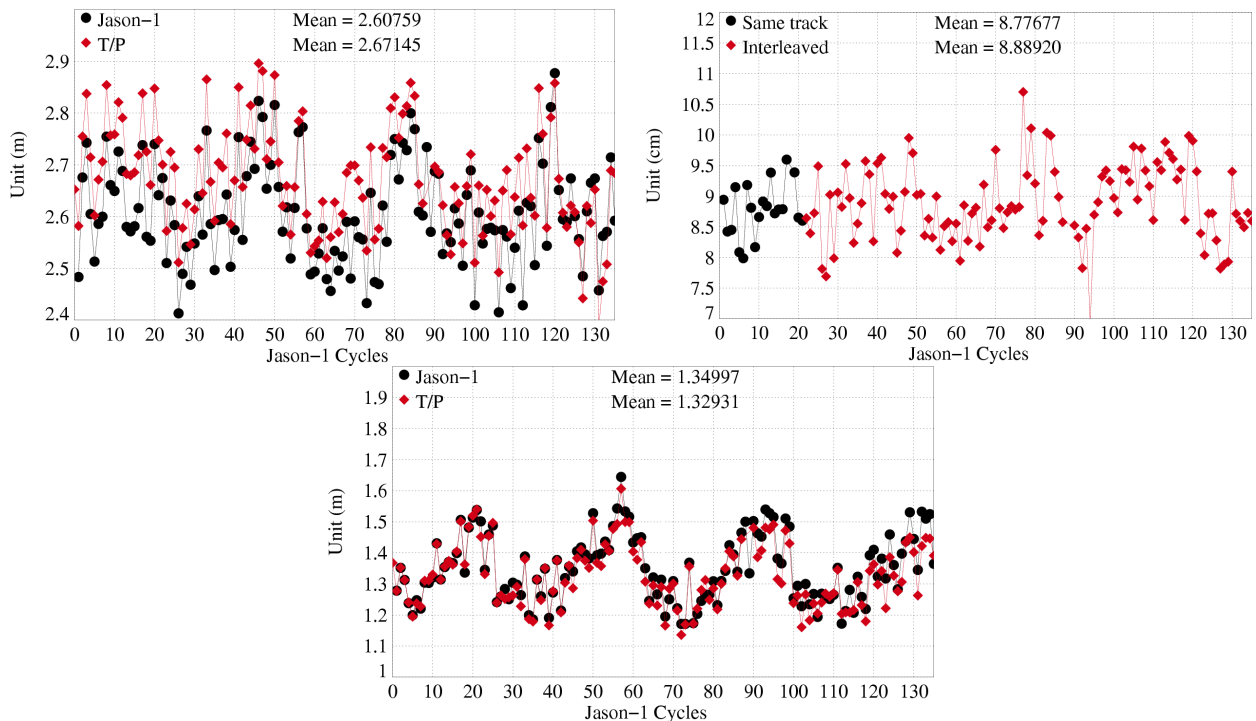 Jason−1 Mean = 2.60759
T/P Mean = 2.67145
2.9
2.8
2.7
2.6
2.5
2.4
Unit (m)
0 10 20 30 40 50 60 70 80 90 100 110 120 130
Jason−1 Cycles
Same track Mean = 8.77677
Interleaved Mean = 8.88920
12
11.5
11
10.5
10
9.5
9
8.5
8
7.5
7
Unit (cm)
0 10 20 30 40 50 60 70 80 90 100 110 120 130
Jason−1 Cycles
Jason−1 Mean = 1.34997
T/P Mean = 1.32931
1.9
1.8
1.7
1.6
1.5
1.4
1.3
1.2
1.1
1
Unit (m)
0 10 20 30 40 50 60 70 80 90 100 110 120 130
Jason−1 Cycles